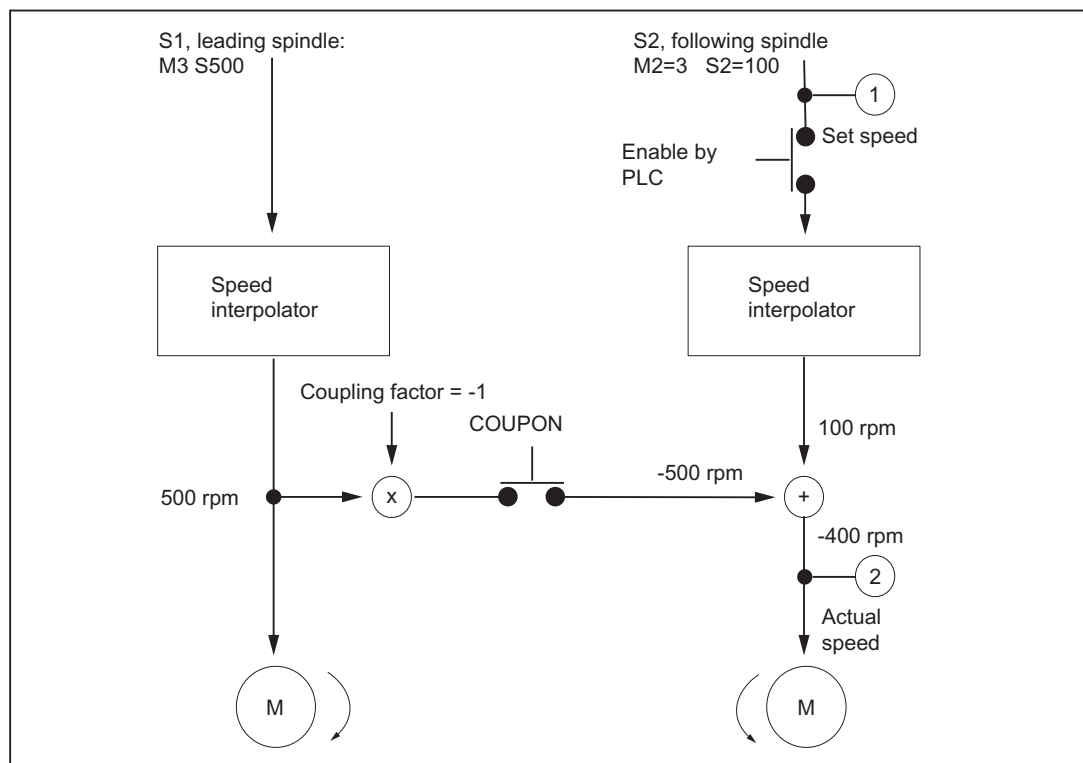 S1, leading spindle:
M3 S500
S2, following spindle
M2=3 S2=100
1
Set speed
Enable by
PLC
Speed
interpolator
Speed
interpolator
Coupling factor = -1
COUPON
100 rpm
500 rpm
x
-500 rpm
+
-400 rpm
2
Actual
speed
M
M